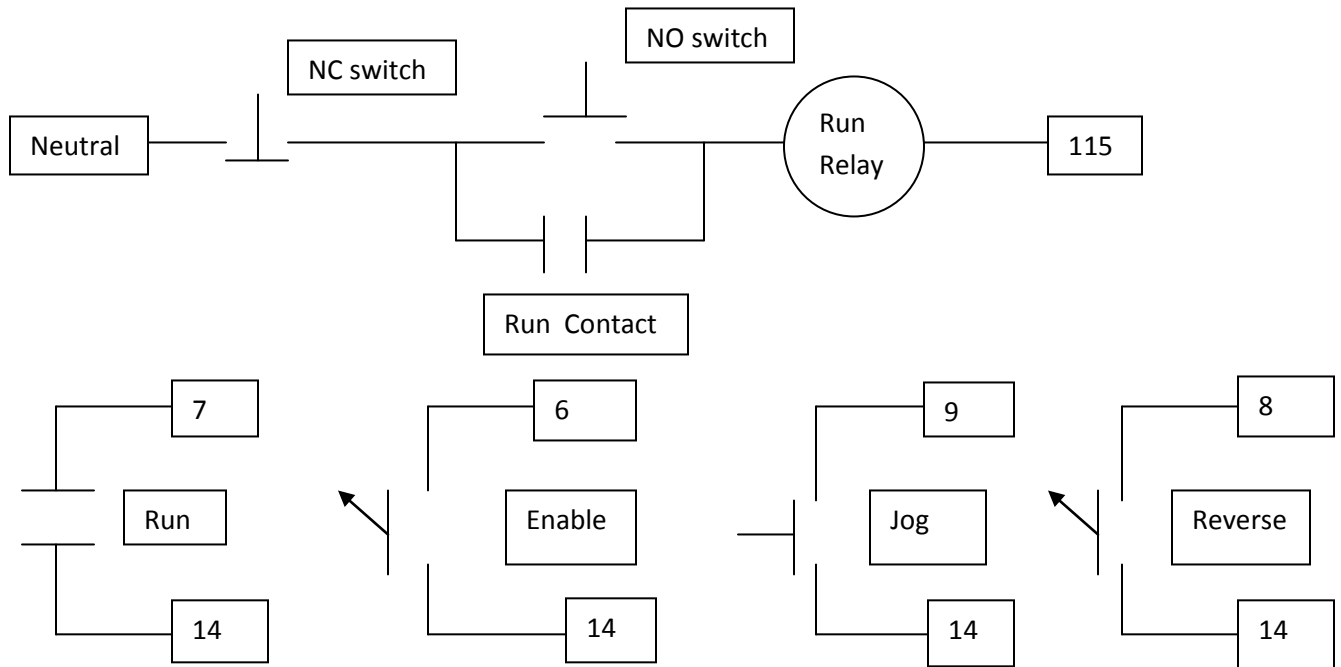 NO switch
NC switch
Neutral
Run
Relay
115
Run Contact
7
6
9
8
Run
Enable
Jog
Reverse
14
14
14
14